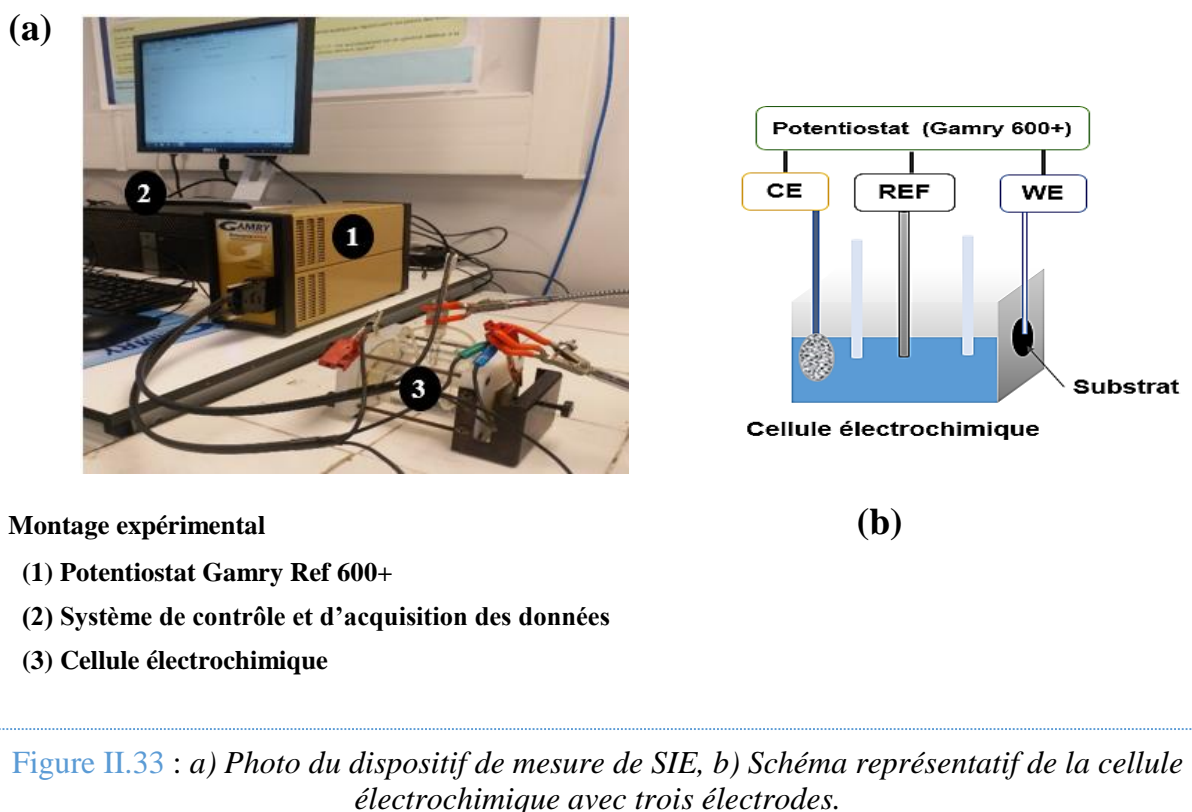 (a)
GAMRY
DELL
2
1
3
Potentiostat (Gamry 600+)
CE
REF
WE
Substrat
Cellule électrochimique
(b)
Montage expérimental
(1) Potentiostat Gamry Ref 600+
(2) Système de contrôle et d’acquisition des données
(3) Cellule électrochimique
Figure II.33 : a) Photo du dispositif de mesure de SIE, b) Schéma représentatif de la cellule
électrochimique avec trois électrodes.